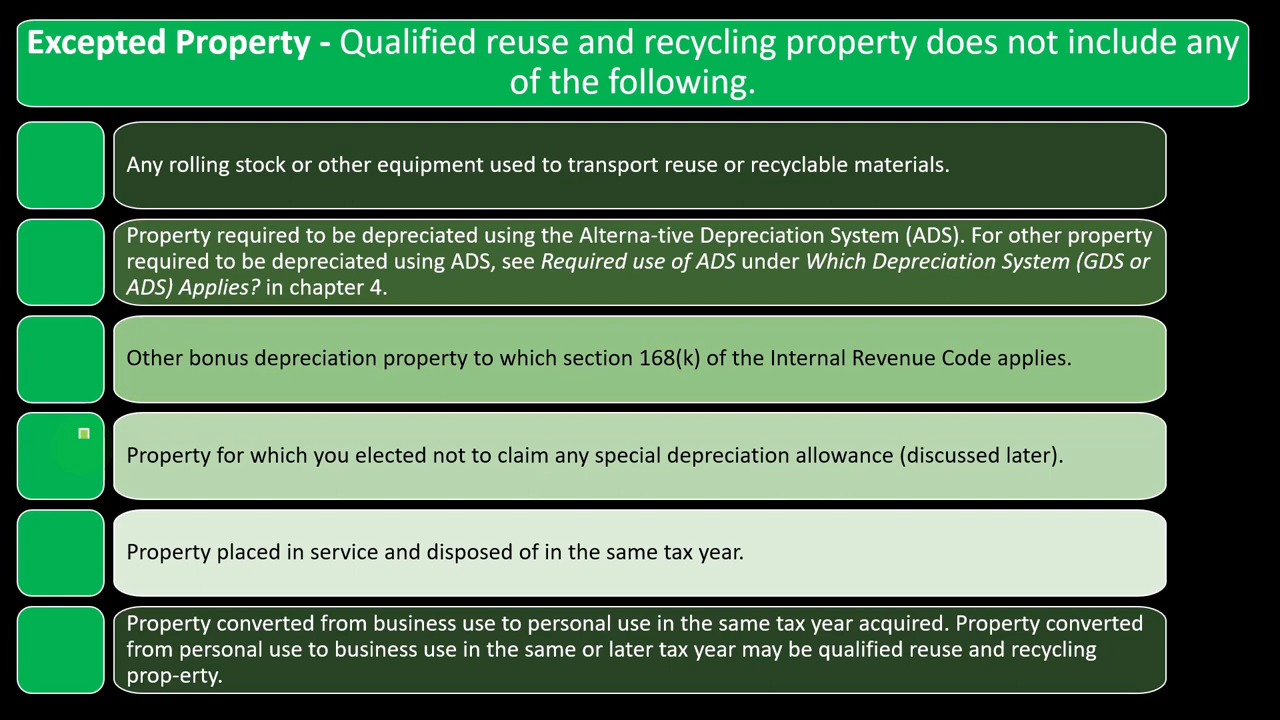 Excepted Property - Qualified reuse and recycling property does not include any
of the following.
Any rolling stock or other equipment used to transport reuse or recyclable materials.
Property required to be depreciated using the Alterna-tive Depreciation System (ADS). For other property
required to be depreciated using ADS, see Required use of ADS under Which Depreciation System (GDS or
ADS) Applies? in chapter 4.
Other bonus depreciation property to which section 168(k) of the Internal Revenue Code applies.
Property for which you elected not to claim any special depreciation allowance (discussed later).
Property placed in service and disposed of in the same tax year.
Property converted from business use to personal use in the same tax year acquired. Property converted
from personal use to business use in the same or later tax year may be qualified reuse and recycling
prop-erty.